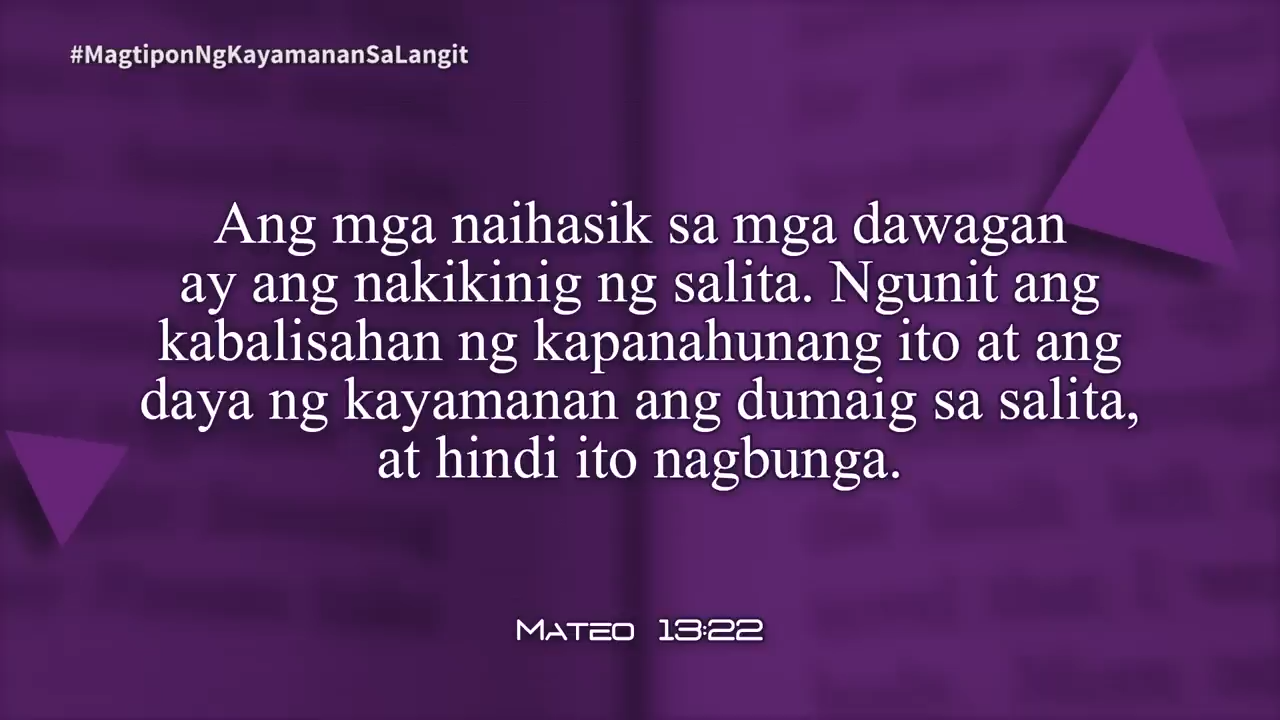 #MagtiponNgKayamananSaLangit
Ang mga naihasik sa mga dawagan
ay ang nakikinig ng salita. Ngunit ang
kabalisahan ng kapanahunang ito at ang
daya ng kayamanan ang dumaig sa salita,
at hindi ito nagbunga.
Mateo 13:22